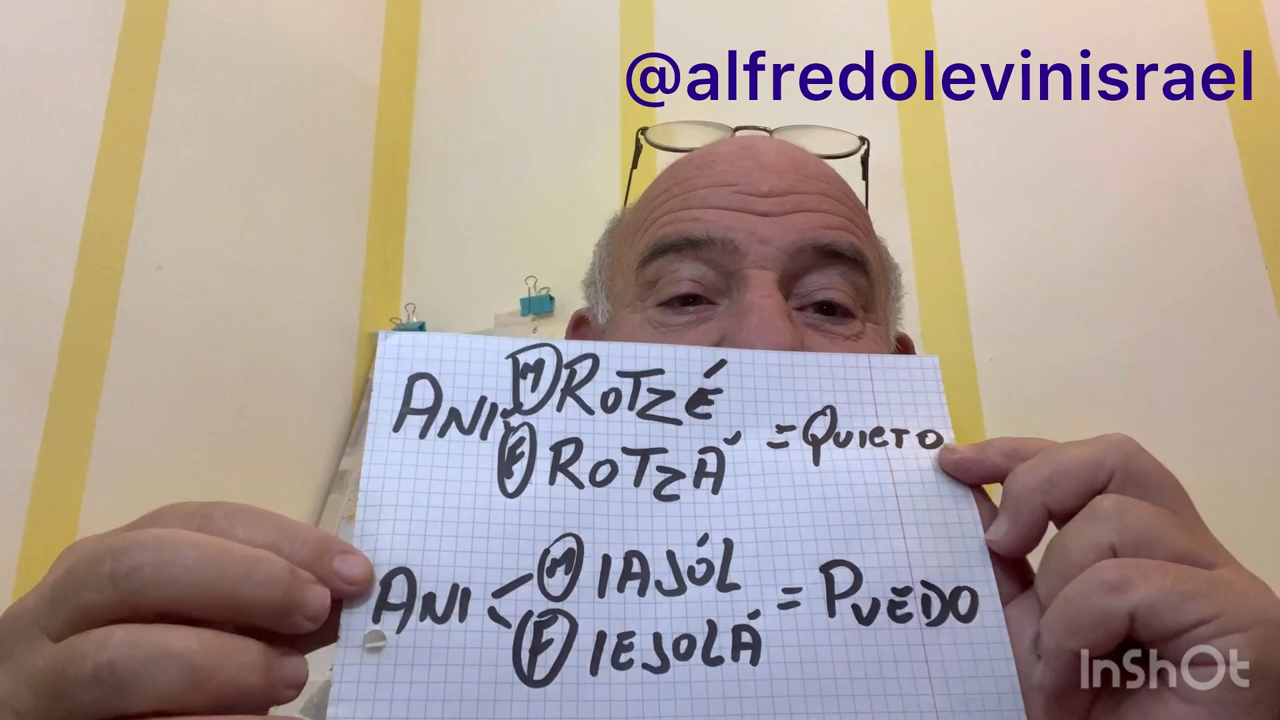 @alfredolevinisrael
ANI M ROTZÉ
F ROTZÁ = QUIERO
ANI M IAJÓL
F IEJOLÁ = PUEDO
InShOt